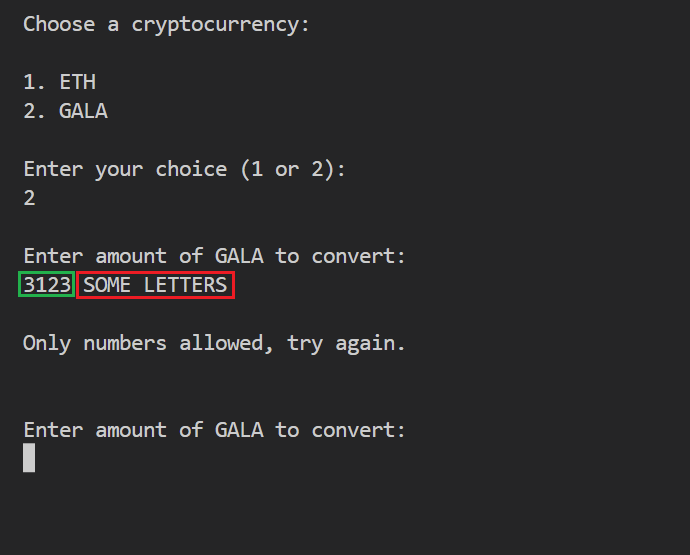 Choose a cryptocurrency:
1. ETH
2. GALA
Enter your choice (1 or 2):
2
Enter amount of GALA to convert:
3123 SOME LETTERS
Only numbers allowed, try again.
Enter amount of GALA to convert: